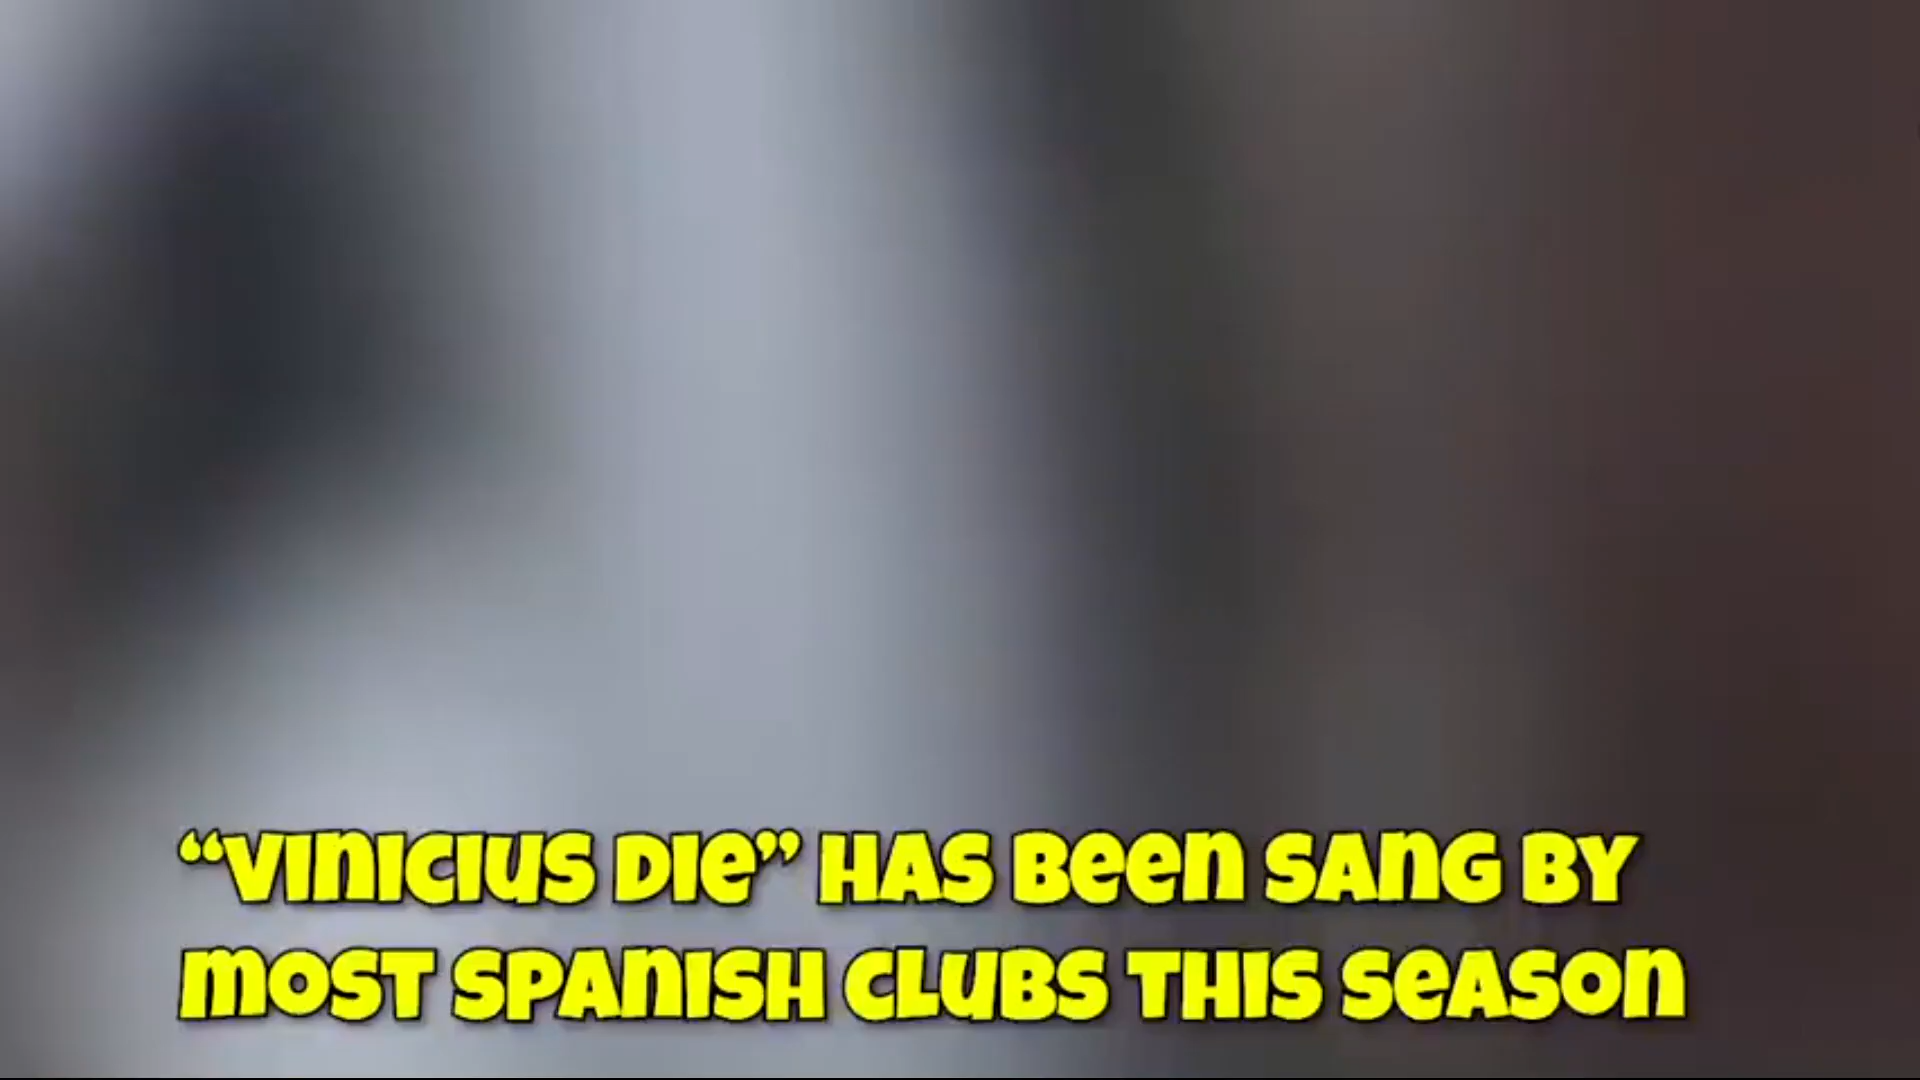 “VINICIUS DIE” HAS BEEN SANG BY
MOST SPANISH CLUBS THIS SEASON